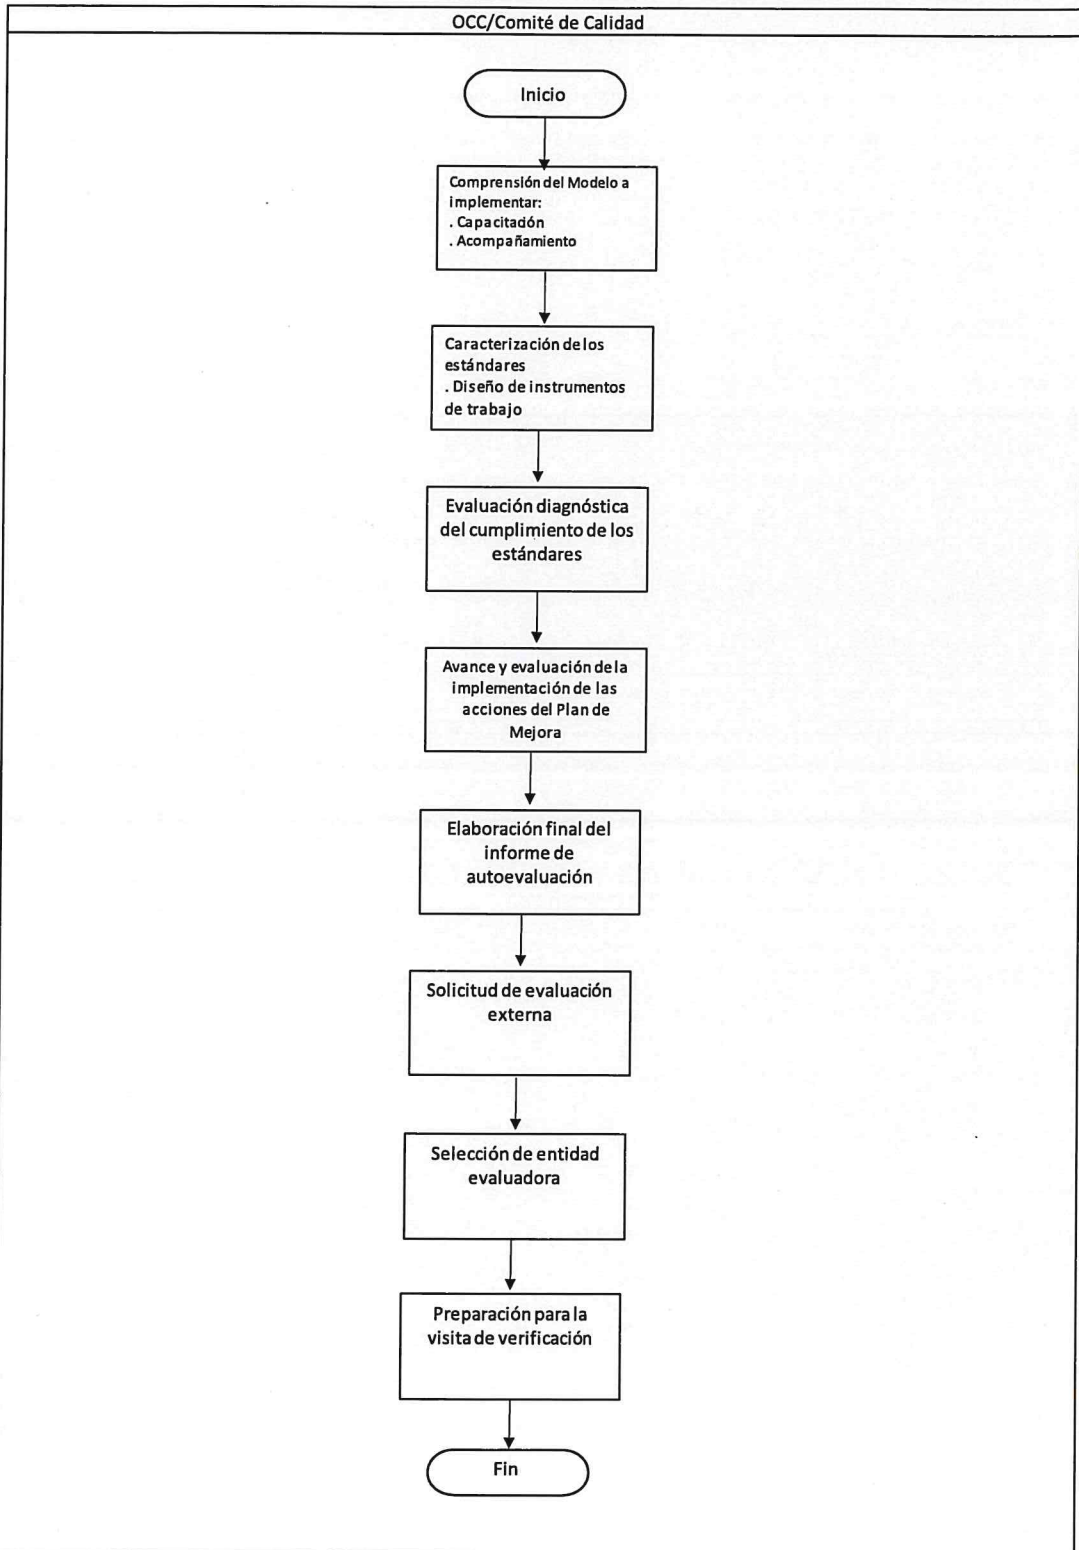 OCC/Comité de Calidad
Inicio
Comprensión del Modelo a
implementar:
. Capacitación
. Acompañamiento
Caracterización de los
estándares
. Diseño de instrumentos
de trabajo
Evaluación diagnóstica
del cumplimiento de los
estándares
Avance y evaluación de la
implementación de las
acciones del Plan de
Mejora
Elaboración final del
informe de
autoevaluación
Solicitud de evaluación
externa
Selección de entidad
evaluadora
Preparación para la
visita de verificación
Fin